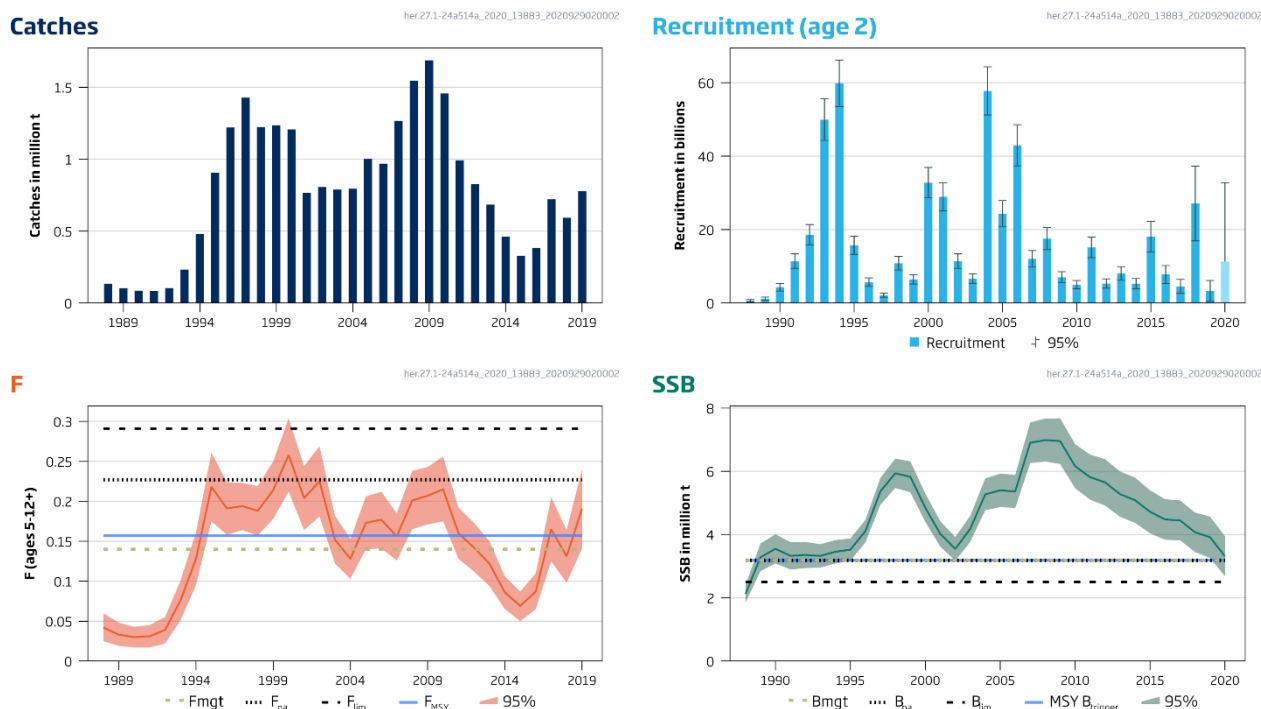 her.27.1-24a514a_2020_13883_2020929020002
Catches
Catches in million t
1.5
1
0.5
0
1989 1994 1999 2004 2009 2014 2019
her.27.1-24a514a_2020_13883_2020929020002
Recruitment (age 2)
Recruitment in billions
60
40
20
0
1990 1995 2000 2005 2010 2015 2020
Recruitment 95%
her.27.1-24a514a_2020_13883_2020929020002
F
F (ages 5-12+)
0.3
0.25
0.2
0.15
0.1
0.05
0
1989 1994 1999 2004 2009 2014 2019
Fmgt Fpa Flim FMSY 95%
her.27.1-24a514a_2020_13883_2020929020002
SSB
SSB in million t
8
6
4
2
0
1990 1995 2000 2005 2010 2015 2020
Bmgt Bpa Blim MSY Btrigger 95%